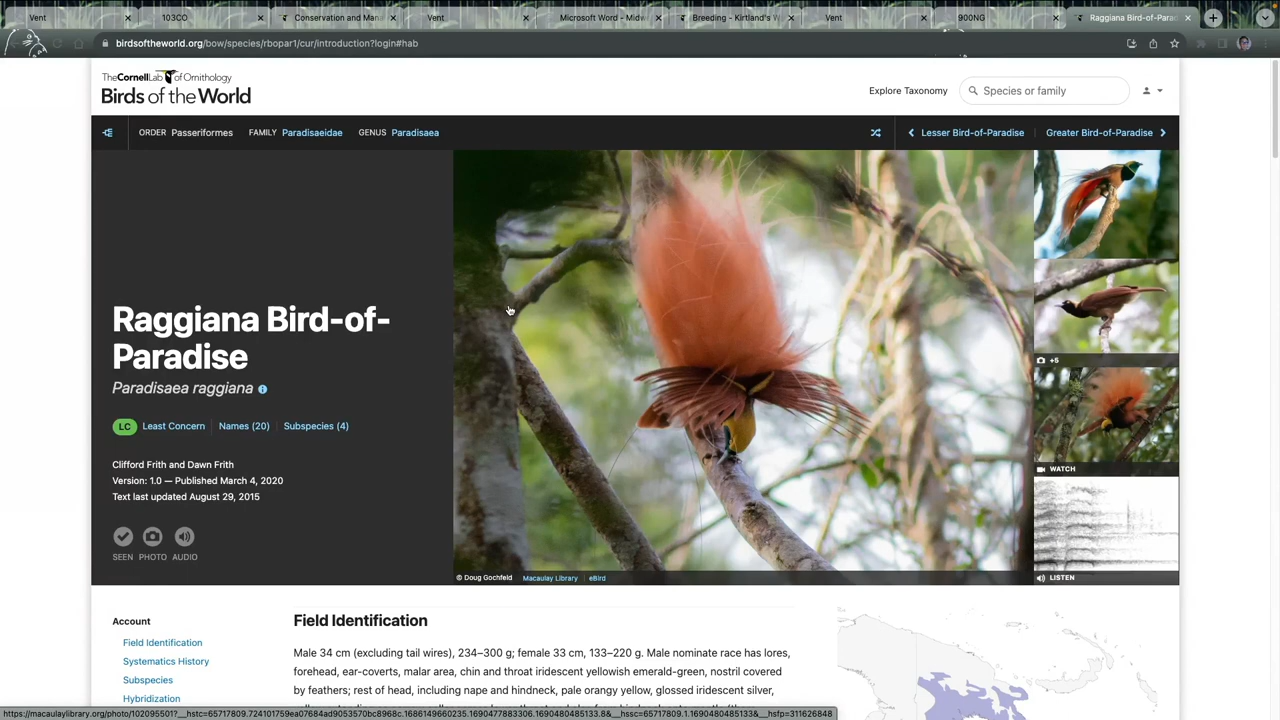 Vent
103CO
Conservation and Man
Vent
Microsoft Word - Midw
Breeding - Kirtland's W
Vent
900NG
Raggiana Bird-of-Parad
birdsoftheworld.org/bow/species/rbopar1/cur/introduction?login#hab
TheCornellLab of Ornithology
Birds of the World
Explore Taxonomy
Species or family
ORDER Passeriformes FAMILY Paradisaeidae GENUS Paradisaea
Lesser Bird-of-Paradise
Greater Bird-of-Paradise
Raggiana Bird-of-
Paradise
Paradisaea raggiana
LC Least Concern Names (20) Subspecies (4)
Clifford Frith and Dawn Frith
Version: 1.0 — Published March 4, 2020
Text last updated August 29, 2015
SEEN PHOTO AUDIO
+5
WATCH
LISTEN
© Doug Gochfeld Macaulay Library eBird
Account
Field Identification
Systematics History
Subspecies
Hybridization
Field Identification
Male 34 cm (excluding tail wires), 234–300 g; female 33 cm, 133–220 g. Male nominate race has lores,
forehead, ear-coverts, malar area, chin and throat iridescent yellowish emerald-green, nostril covered
by feathers; rest of head, including nape and hindneck, pale orangy yellow, glossed iridescent silver,